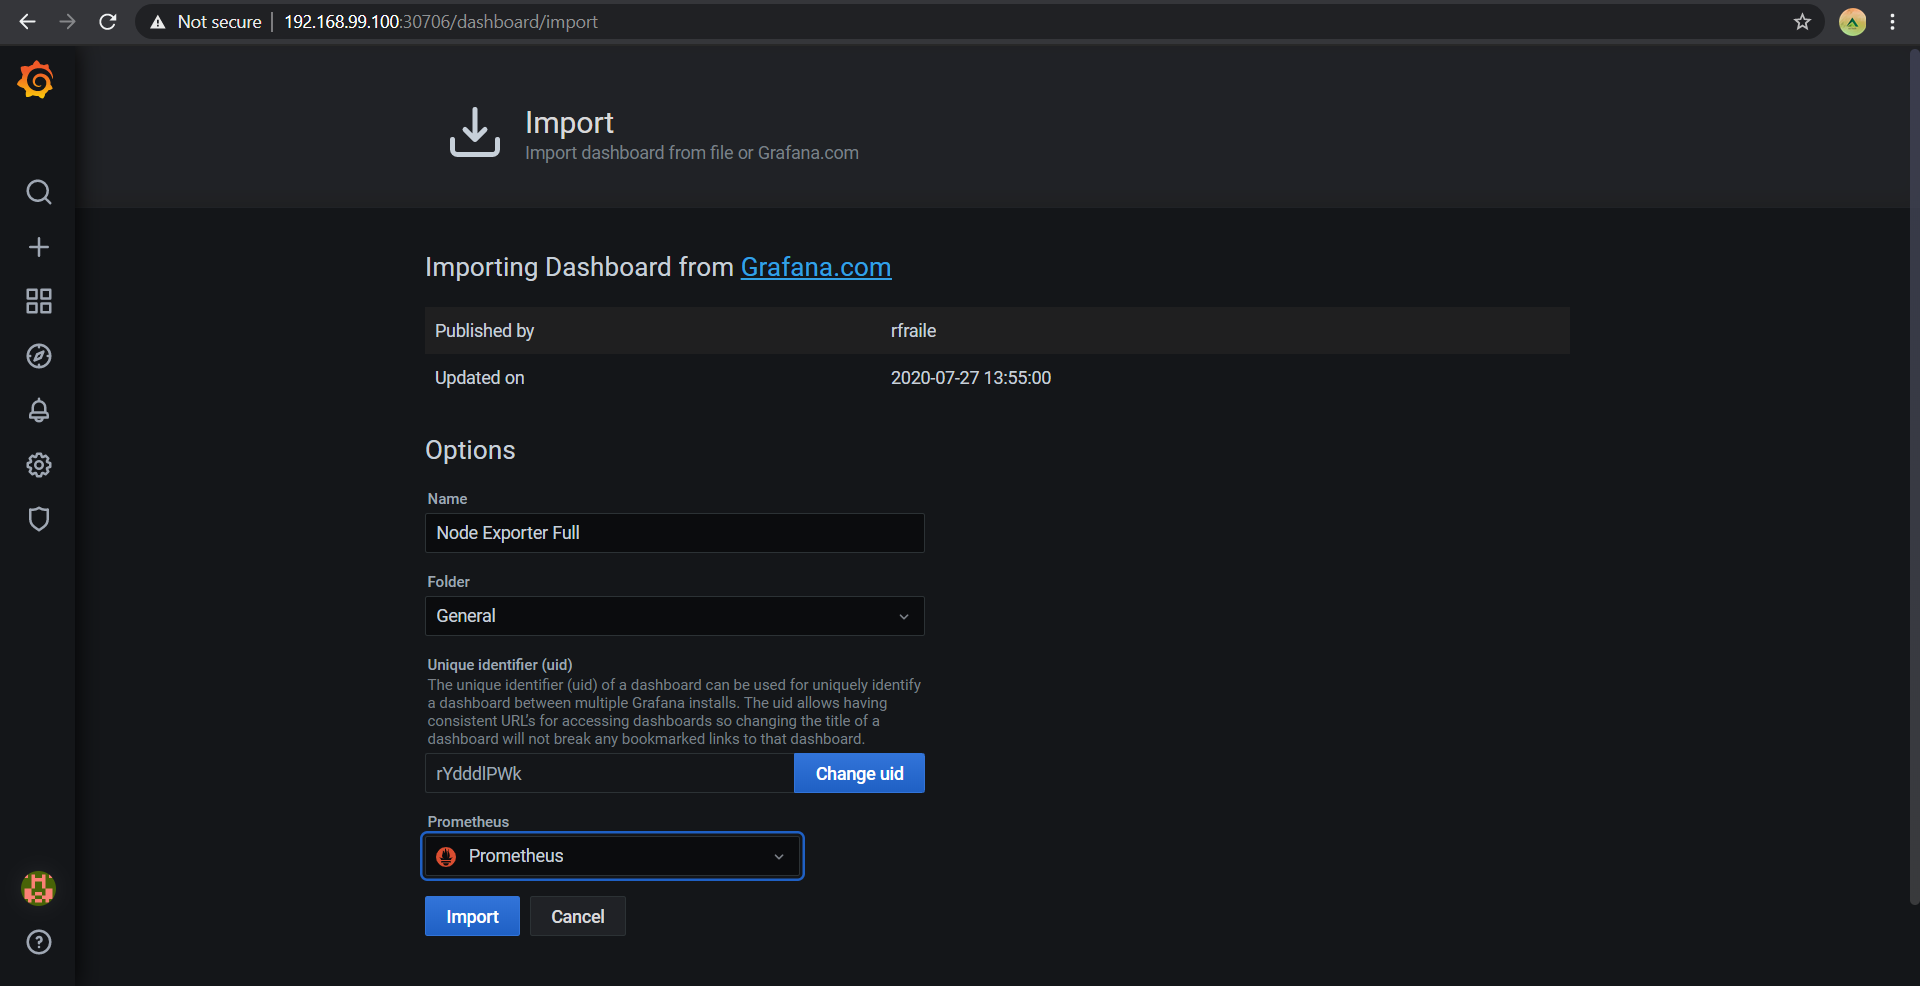 Not secure | 192.168.99.100:30706/dashboard/import
Import
Import dashboard from file or Grafana.com
Importing Dashboard from Grafana.com
Published by rfraile
Updated on 2020-07-27 13:55:00
Options
Name
Node Exporter Full
Folder
General
Unique identifier (uid)
The unique identifier (uid) of a dashboard can be used for uniquely identify
a dashboard between multiple Grafana installs. The uid allows having
consistent URL's for accessing dashboards so changing the title of a
dashboard will not break any bookmarked links to that dashboard.
rYdddlPWk Change uid
Prometheus
Prometheus
Import Cancel